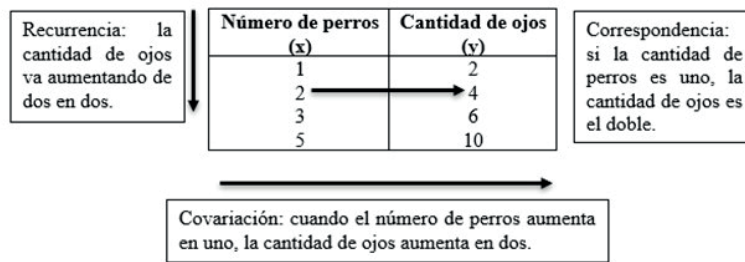 Recurrencia: la
cantidad de ojos
va aumentando de
dos en dos.
Número de perros Cantidad de ojos
(x) (y)
1 2
2 4
3 6
5 10
Correspondencia:
si la cantidad de
perros es uno, la
cantidad de ojos es
el doble.
Covariación: cuando el número de perros aumenta
en uno, la cantidad de ojos aumenta en dos.